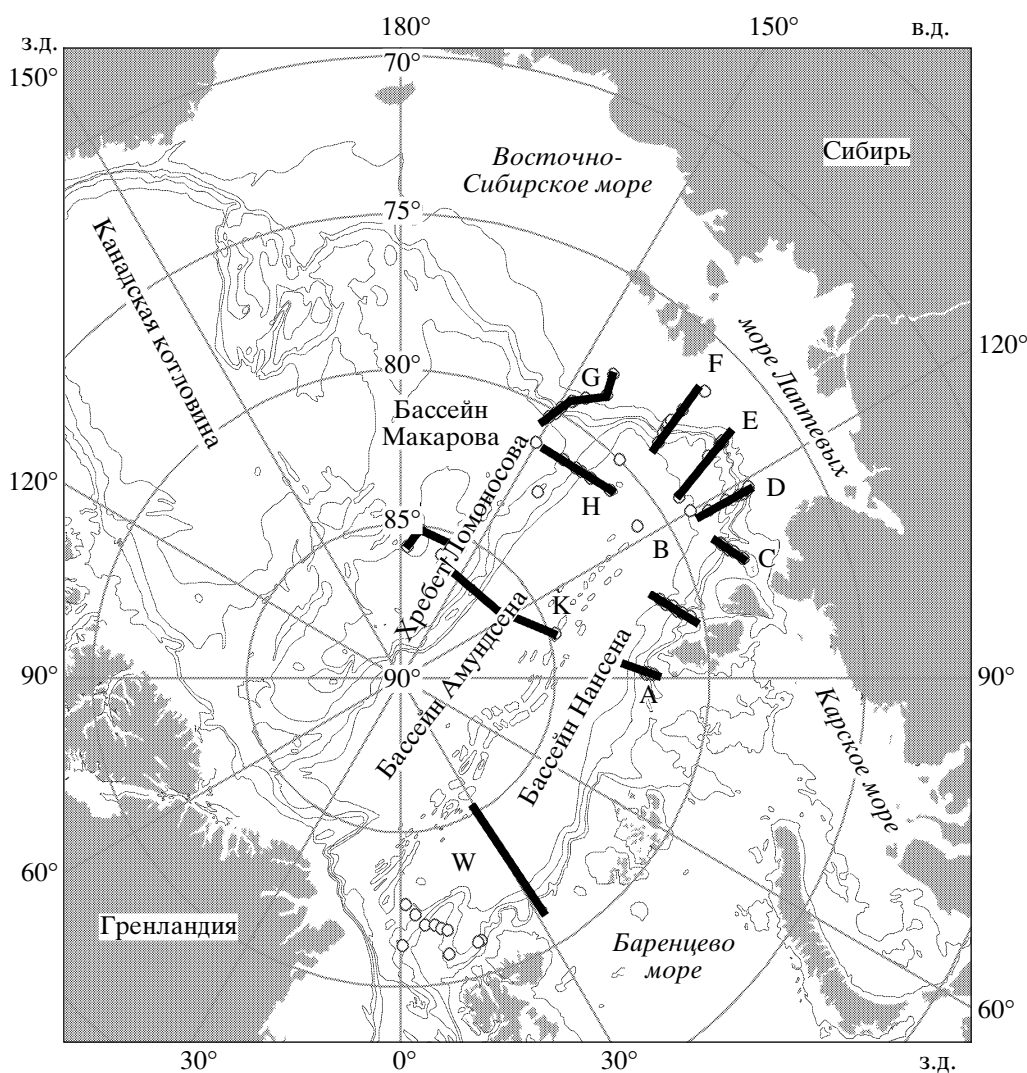 180°
150°
з.д.
в.д.
150°
70°
Восточно-
Сибирское море
Сибирь
75°
Канадская котловина
море Лаптевых
120°
80°
G
F
Бассейн
Макарова
E
120°
D
Хребет Ломоносова
H
85°
B
C
K
Бассейн Амундсена
Бассейн Нансена
90°
90°
A
90°
Карское море
W
60°
Гренландия
Баренцево
море
60°
30°
0°
30°
з.д.